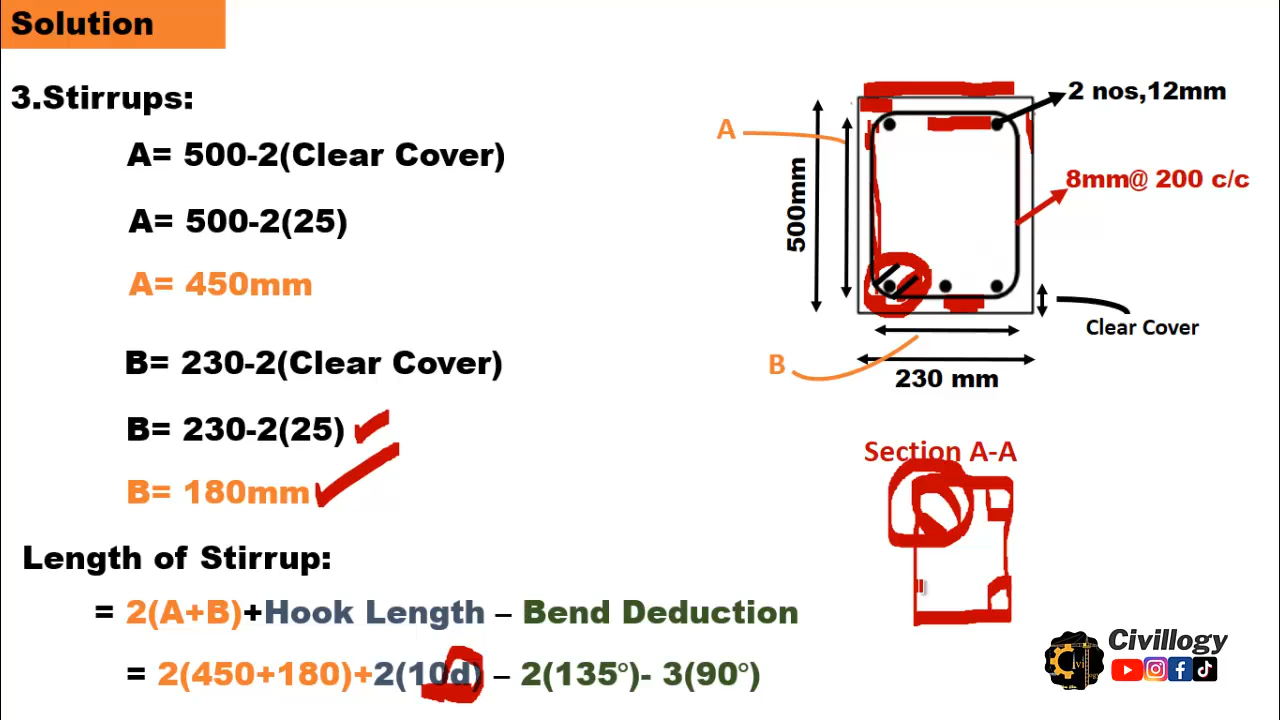 Solution
3.Stirrups:
A= 500-2(Clear Cover)
A= 500-2(25)
A= 450mm
B= 230-2(Clear Cover)
B= 230-2(25)
B= 180mm
Length of Stirrup:
= 2(A+B)+Hook Length – Bend Deduction
= 2(450+180)+2(10d) – 2(135°)- 3(90°)
2 nos,12mm
A
8mm@ 200 c/c
500mm
Clear Cover
B
230 mm
Section A-A
Civillogy